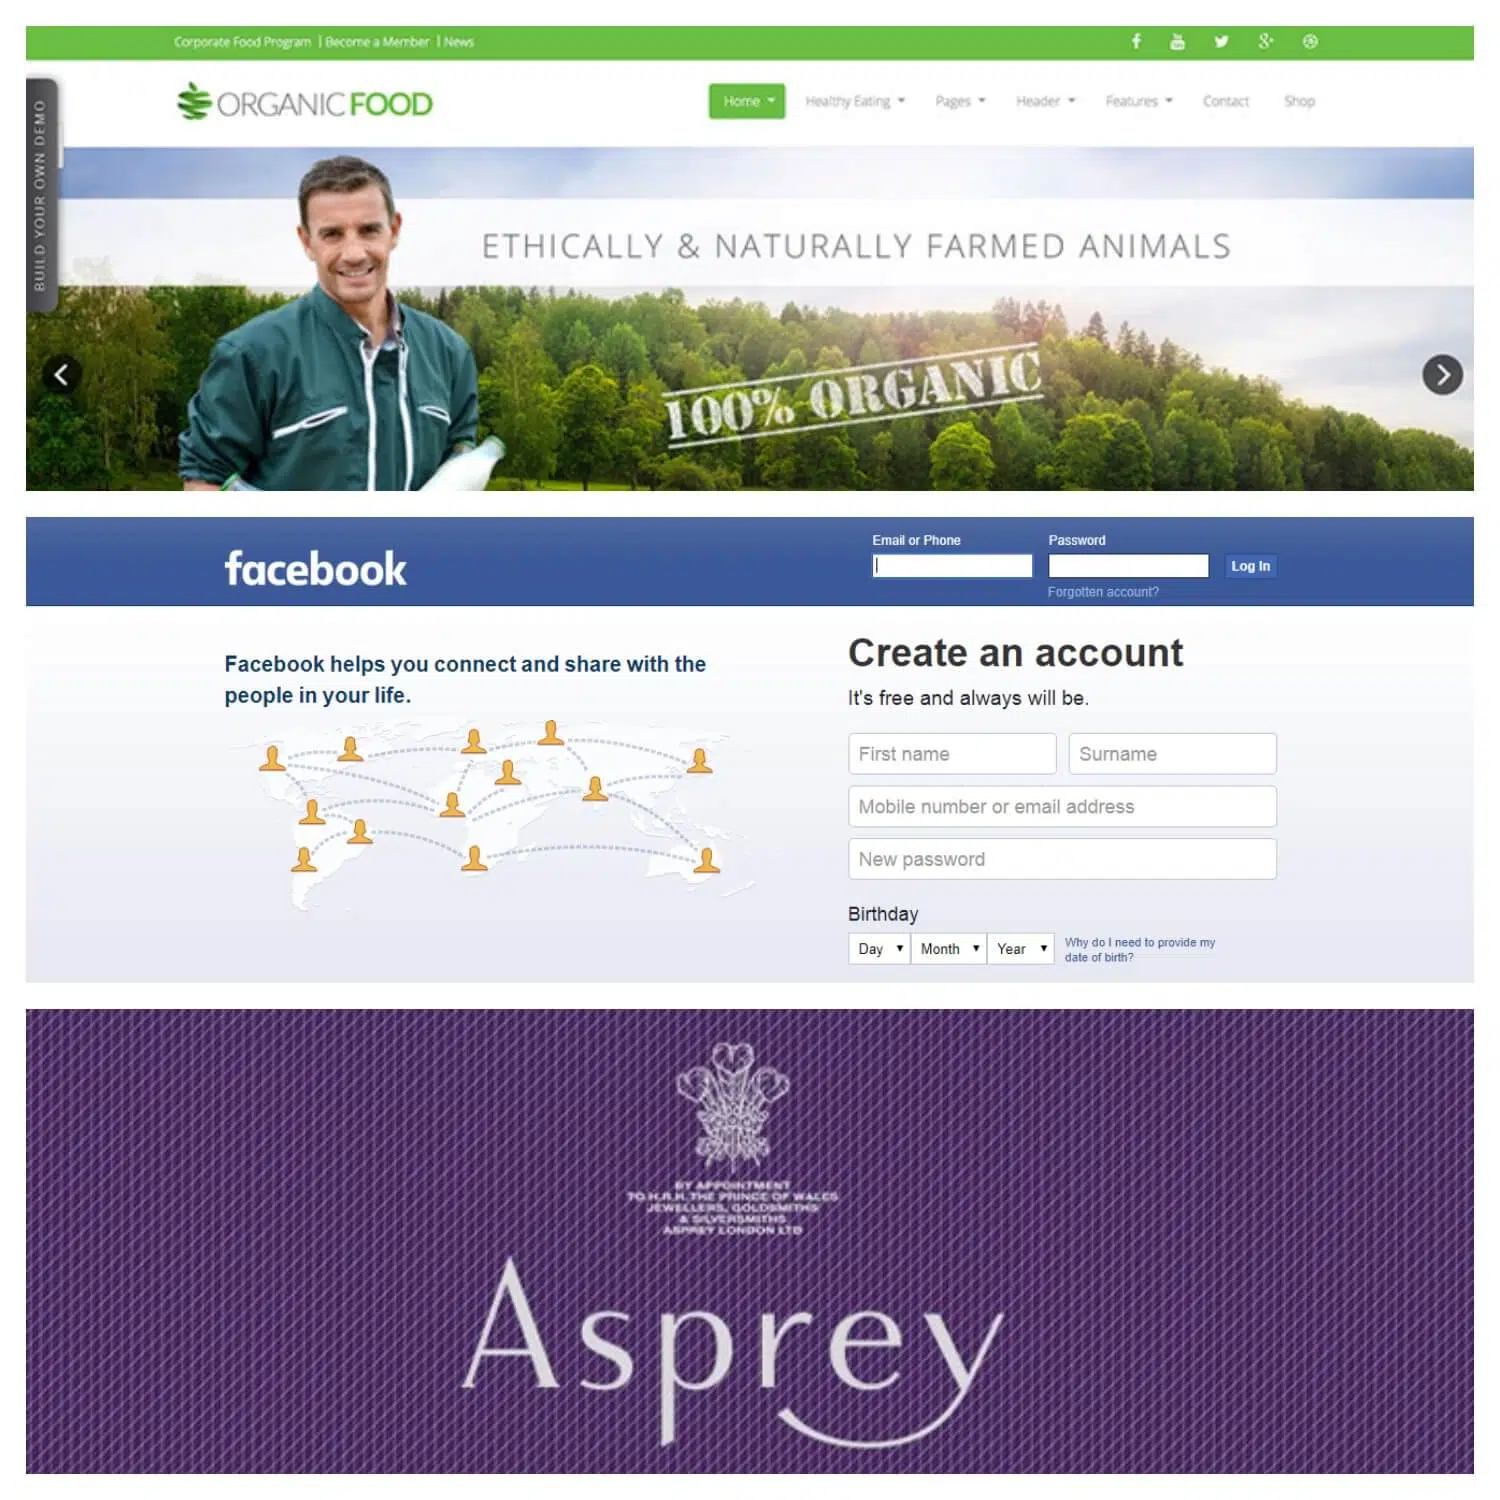 Corporate Food Program | Become a Member | News
BUILD YOUR OWN DEMO
ORGANIC FOOD
Home Healthy Eating Pages Header Features Contact Shop
ETHICALLY & NATURALLY FARMED ANIMALS
100% ORGANIC
facebook
Email or Phone
Password
Log In
Forgotten account?
Facebook helps you connect and share with the
people in your life.
Create an account
It's free and always will be.
First name
Surname
Mobile number or email address
New password
Birthday
Day Month Year
Why do I need to provide my
date of birth?
BY APPOINTMENT
TO H.R.H. THE PRINCE OF WALES
JEWELLERS, GOLDSMITHS
& SILVERSMITHS
ASPREY LONDON LTD
Asprey